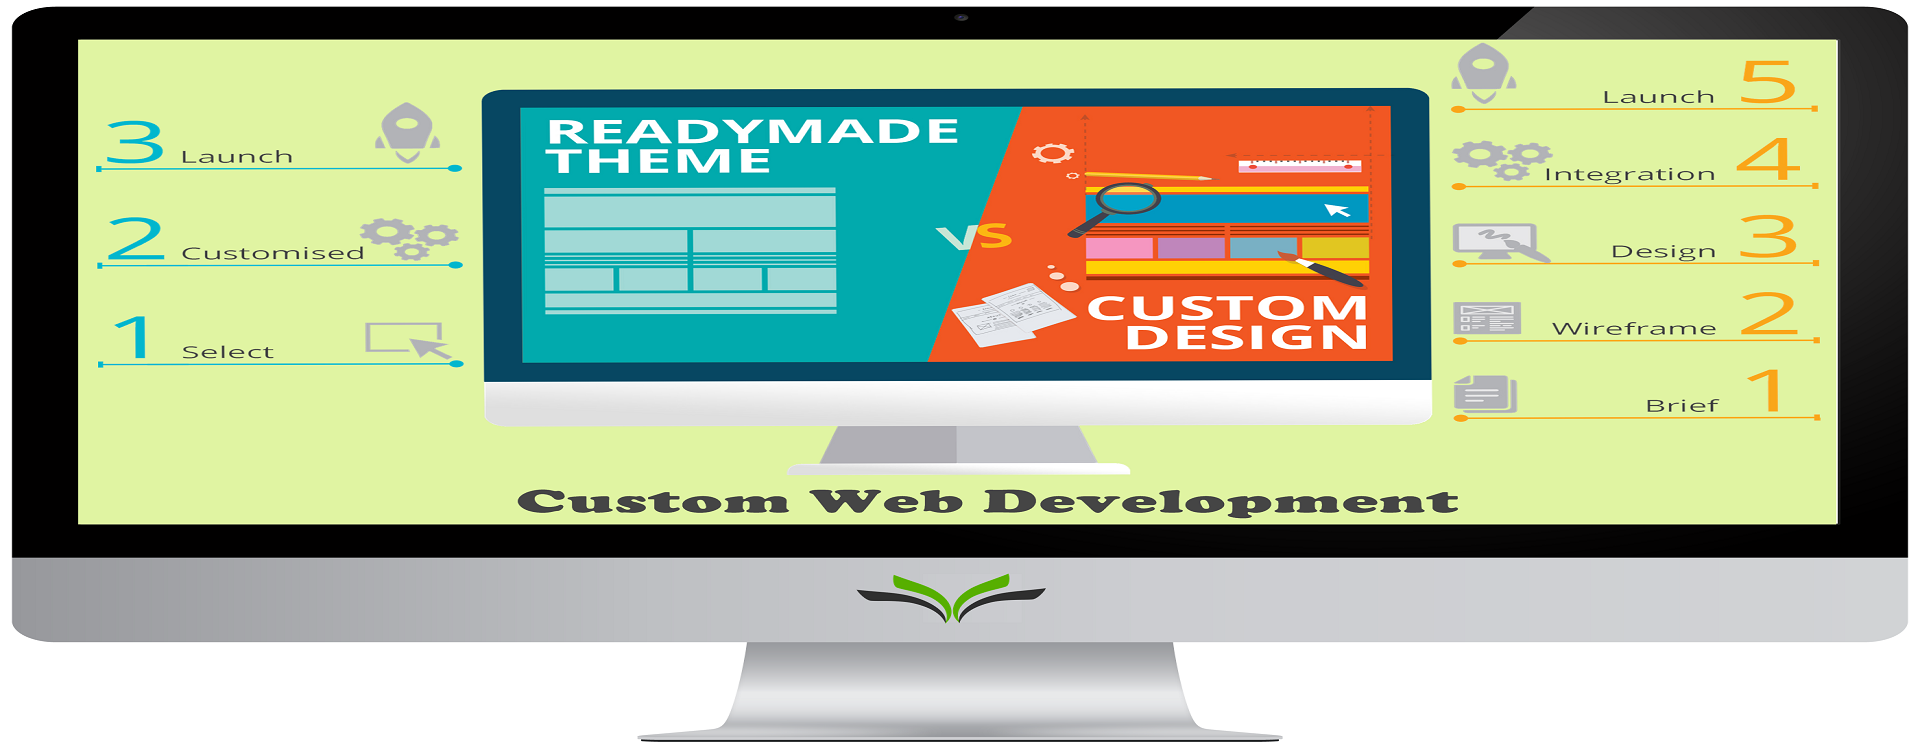 3 Launch
2 Customised
1 Select
READYMADE
THEME
VS
CUSTOM
DESIGN
Launch 5
Integration 4
Design 3
Wireframe 2
Brief 1
Custom Web Development